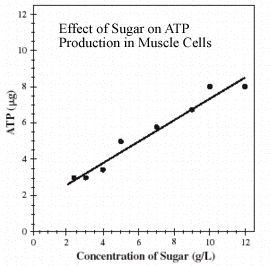 Effect of Sugar on ATP
Production in Muscle Cells
12
10
8
6
4
2
0
ATP (µg)
0 2 4 6 8 10 12
Concentration of Sugar (g/L)